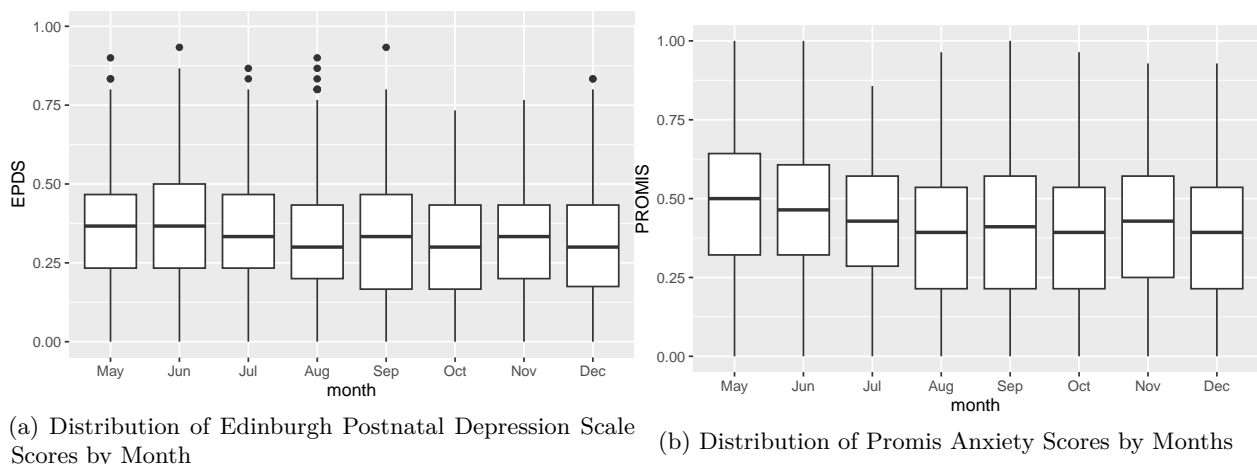 1.00
0.75
0.50
0.25
0.00
EPDS
May Jun Jul Aug Sep Oct Nov Dec
month
(a) Distribution of Edinburgh Postnatal Depression Scale
Scores by Month
1.00
0.75
0.50
0.25
0.00
PROMIS
May Jun Jul Aug Sep Oct Nov Dec
month
(b) Distribution of Promis Anxiety Scores by Months